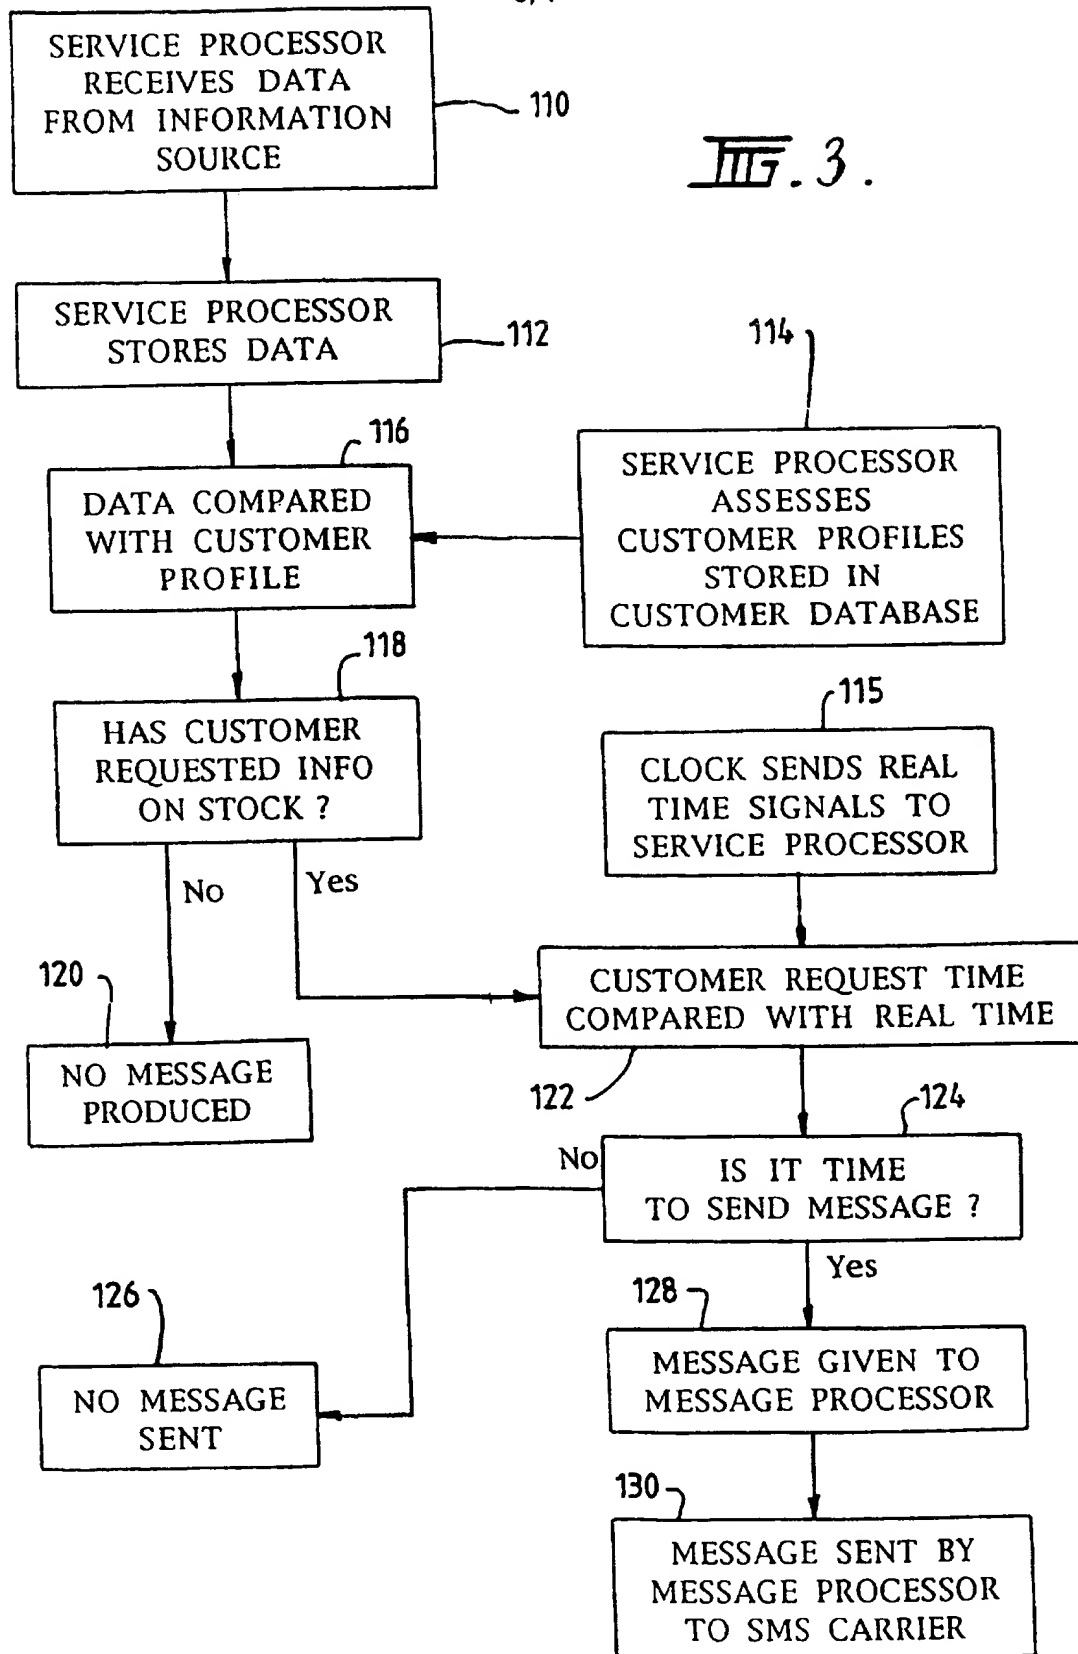 SERVICE PROCESSOR
RECEIVES DATA
FROM INFORMATION
SOURCE
110
FIG. 3.
SERVICE PROCESSOR
STORES DATA
112
114
116
DATA COMPARED
WITH CUSTOMER
PROFILE
SERVICE PROCESSOR
ASSESSES
CUSTOMER PROFILES
STORED IN
CUSTOMER DATABASE
118
HAS CUSTOMER
REQUESTED INFO
ON STOCK ?
115
CLOCK SENDS REAL
TIME SIGNALS TO
SERVICE PROCESSOR
No
Yes
120
NO MESSAGE
PRODUCED
CUSTOMER REQUEST TIME
COMPARED WITH REAL TIME
122
124
No
IS IT TIME
TO SEND MESSAGE ?
Yes
126
NO MESSAGE
SENT
128
MESSAGE GIVEN TO
MESSAGE PROCESSOR
130
MESSAGE SENT BY
MESSAGE PROCESSOR
TO SMS CARRIER